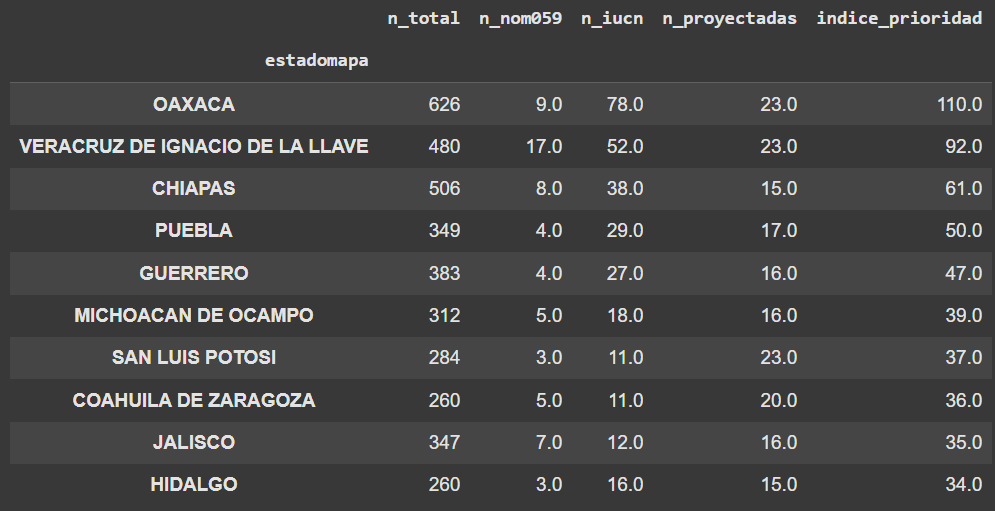 n_total n_nom059 n_iucn n_proyectadas indice_prioridad
estadomapa
OAXACA 626 9.0 78.0 23.0 110.0
VERACRUZ DE IGNACIO DE LA LLAVE 480 17.0 52.0 23.0 92.0
CHIAPAS 506 8.0 38.0 15.0 61.0
PUEBLA 349 4.0 29.0 17.0 50.0
GUERRERO 383 4.0 27.0 16.0 47.0
MICHOACAN DE OCAMPO 312 5.0 18.0 16.0 39.0
SAN LUIS POTOSI 284 3.0 11.0 23.0 37.0
COAHUILA DE ZARAGOZA 260 5.0 11.0 20.0 36.0
JALISCO 347 7.0 12.0 16.0 35.0
HIDALGO 260 3.0 16.0 15.0 34.0